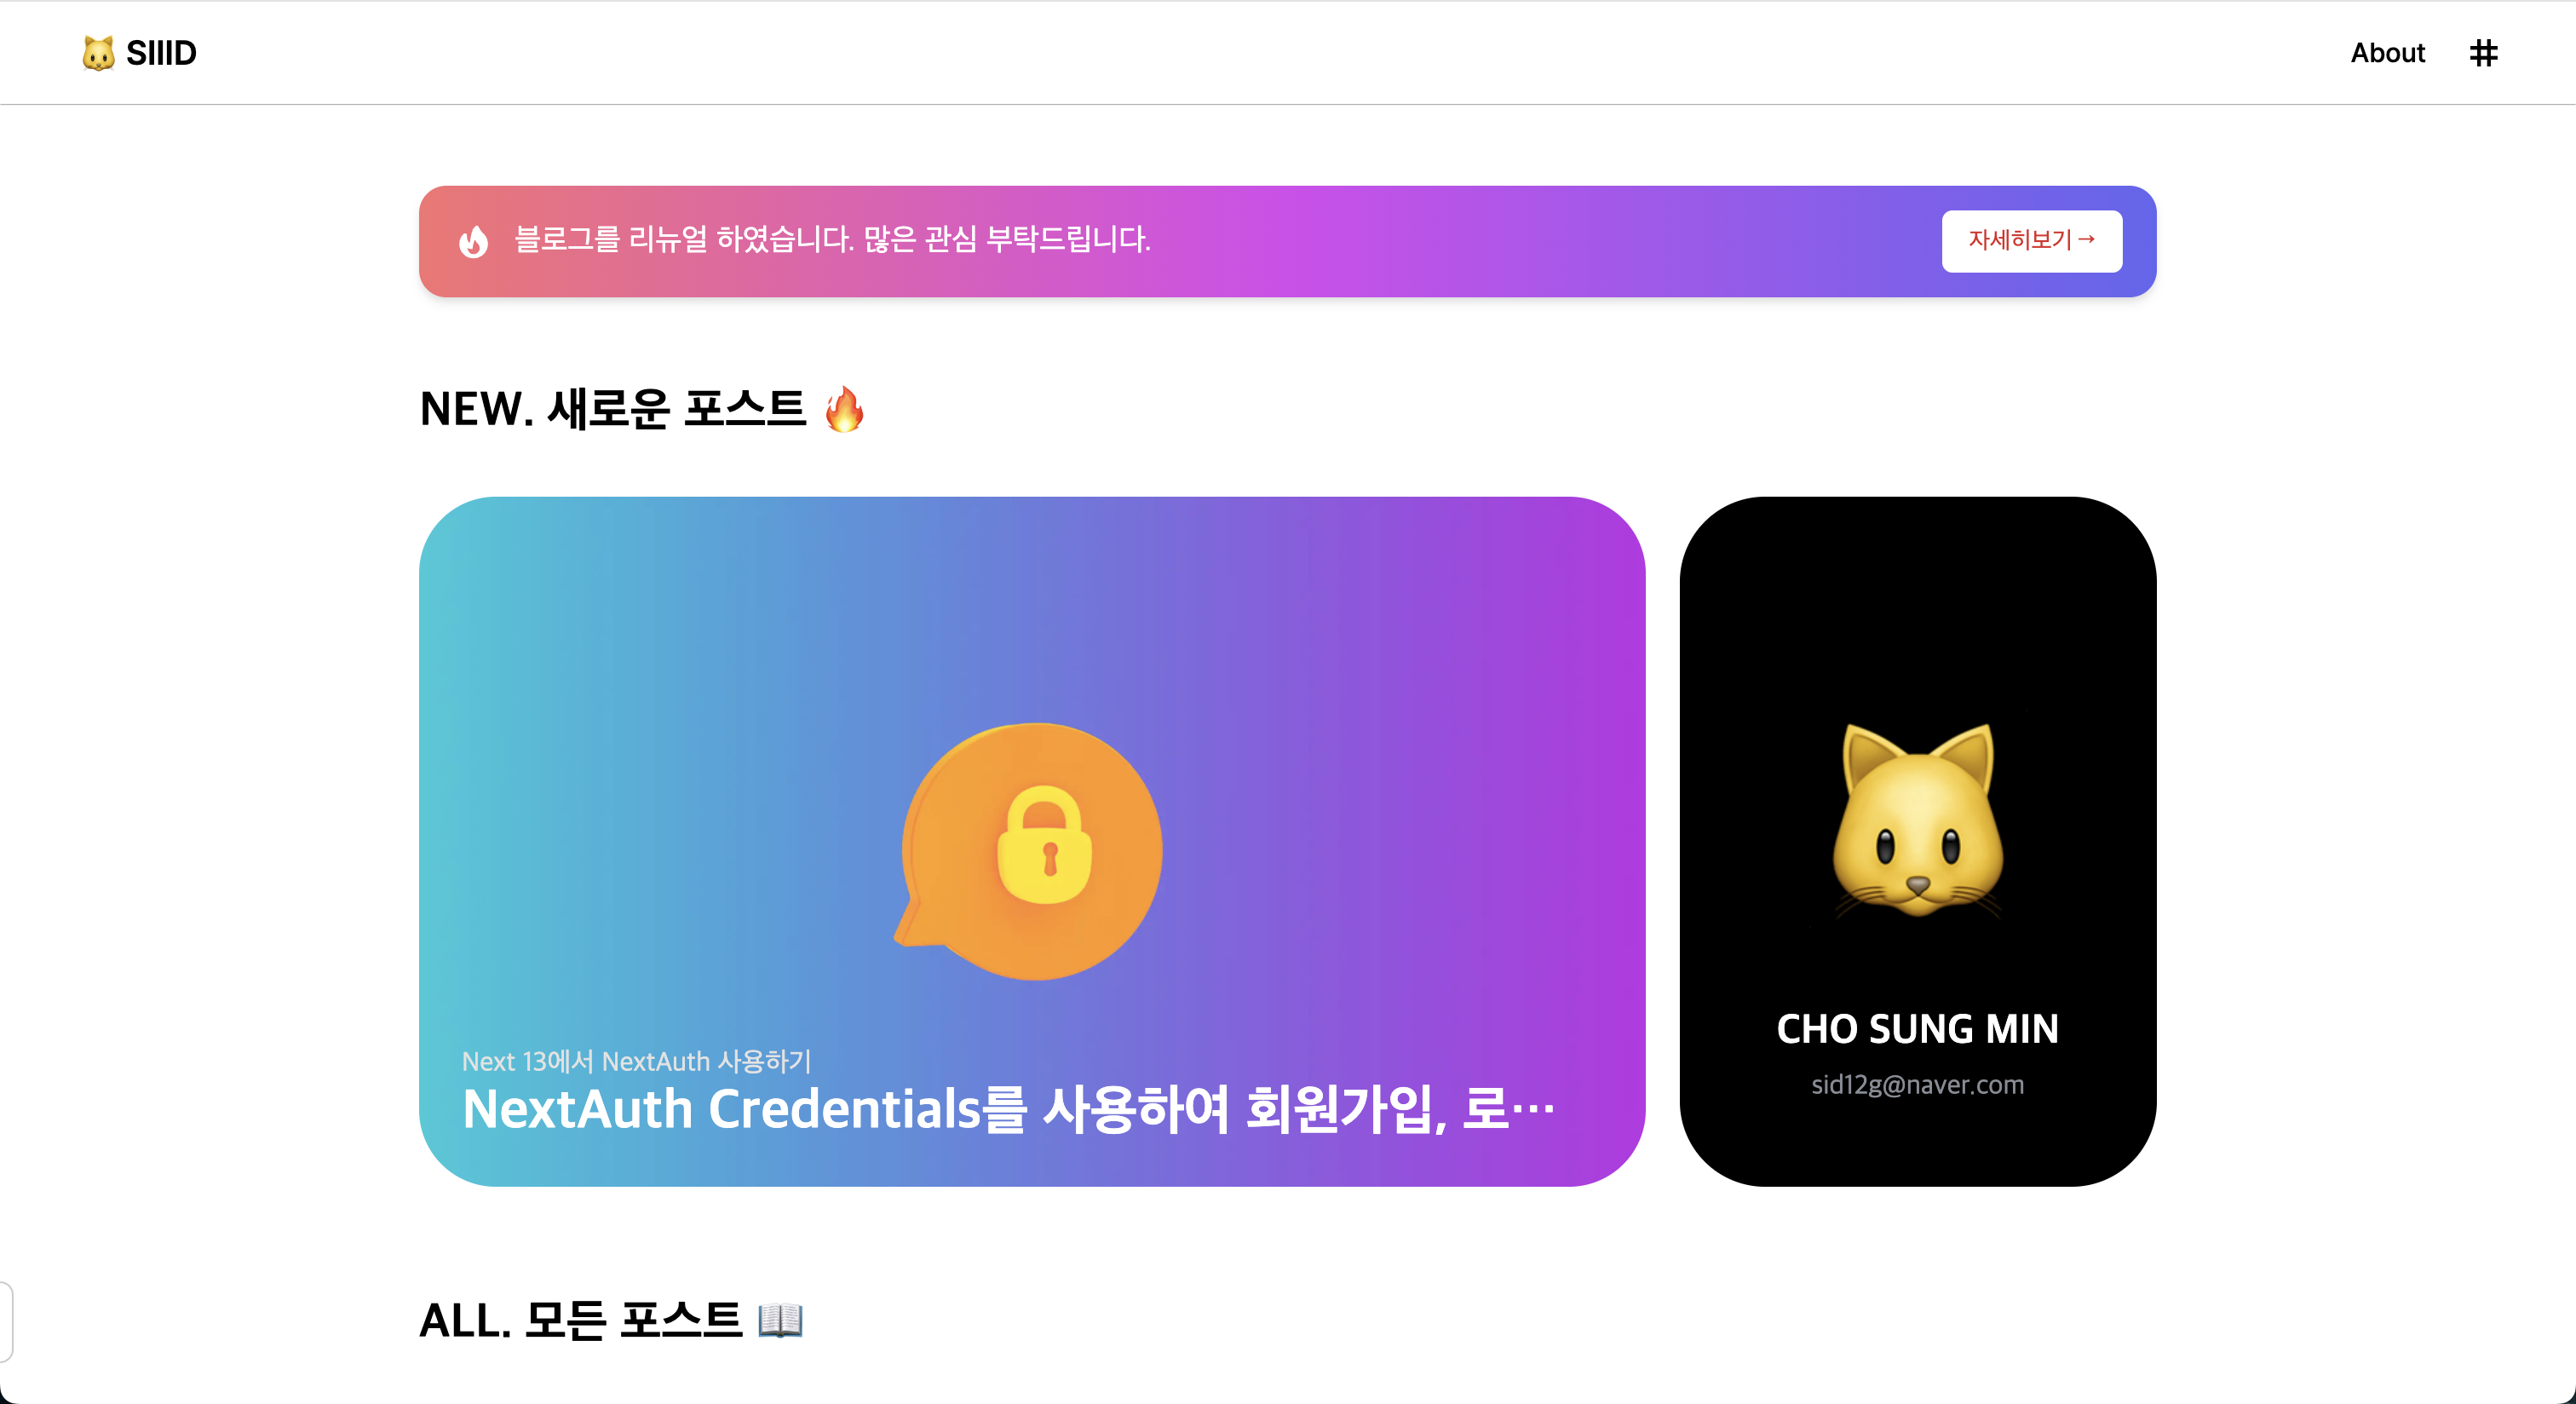 SIIID
About
블로그를 리뉴얼 하였습니다. 많은 관심 부탁드립니다.
자세히보기 →
NEW. 새로운 포스트 🔥
Next 13에서 NextAuth 사용하기
NextAuth Credentials를 사용하여 회원가입, 로…
CHO SUNG MIN
sid12g@naver.com
ALL. 모든 포스트 📖